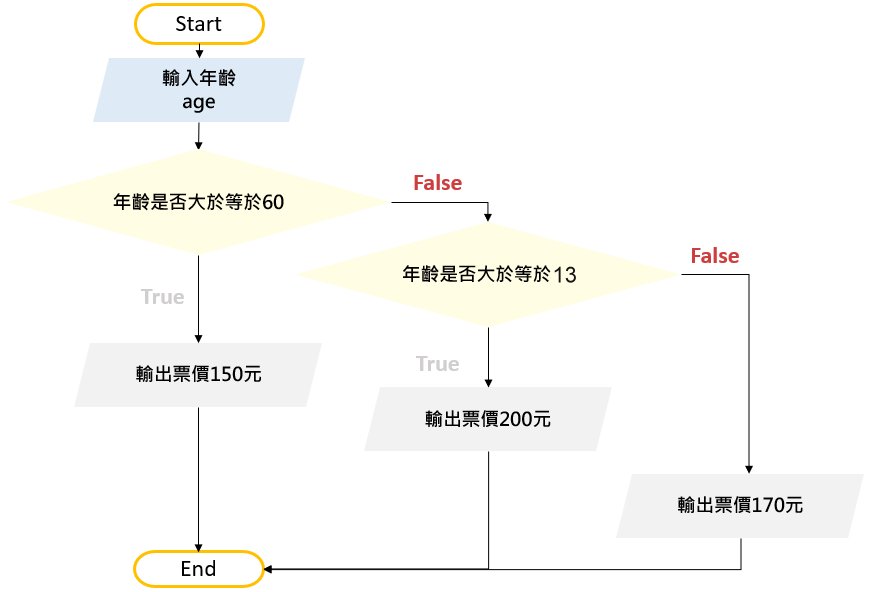 Start
輸入年齡
age
年齡是否大於等於60
False
年齡是否大於等於13
False
True
輸出票價150元
True
輸出票價200元
輸出票價170元
End